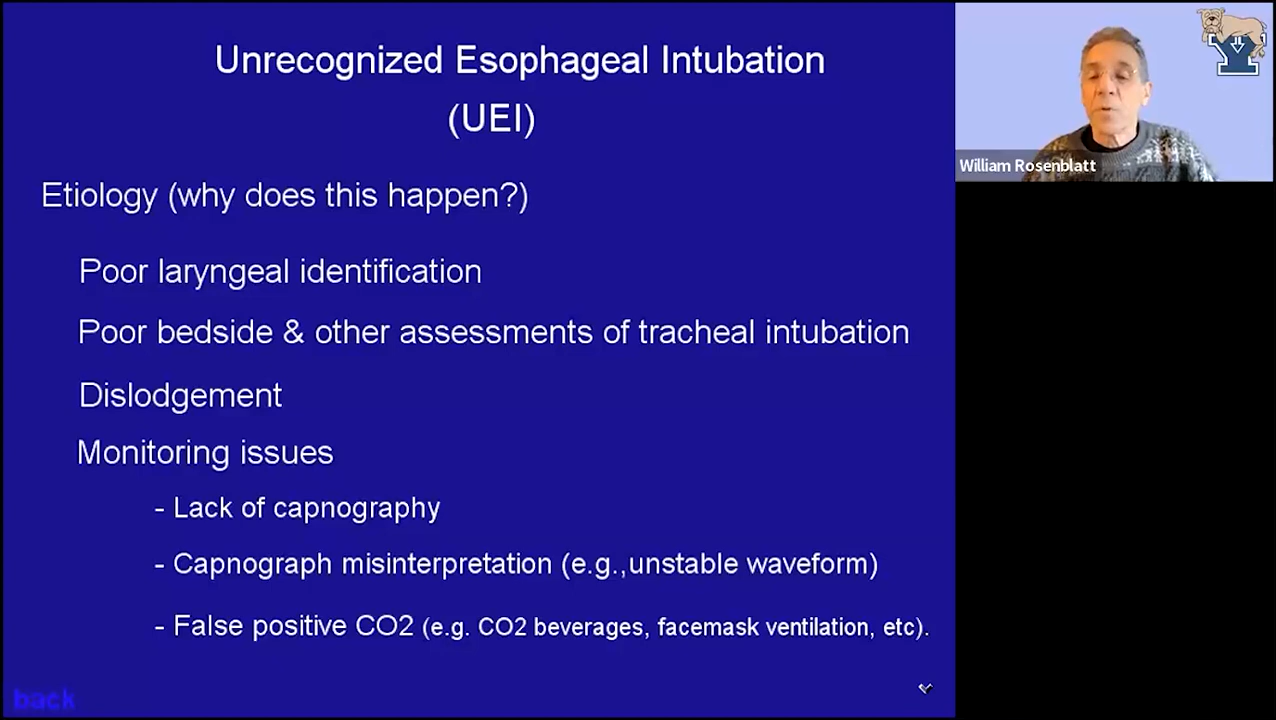 Unrecognized Esophageal Intubation
(UEI)
Etiology (why does this happen?)
Poor laryngeal identification
Poor bedside & other assessments of tracheal intubation
Dislodgement
Monitoring issues
- Lack of capnography
- Capnograph misinterpretation (e.g.,unstable waveform)
- False positive CO2 (e.g. CO2 beverages, facemask ventilation, etc).
back
William Rosenblatt
Y